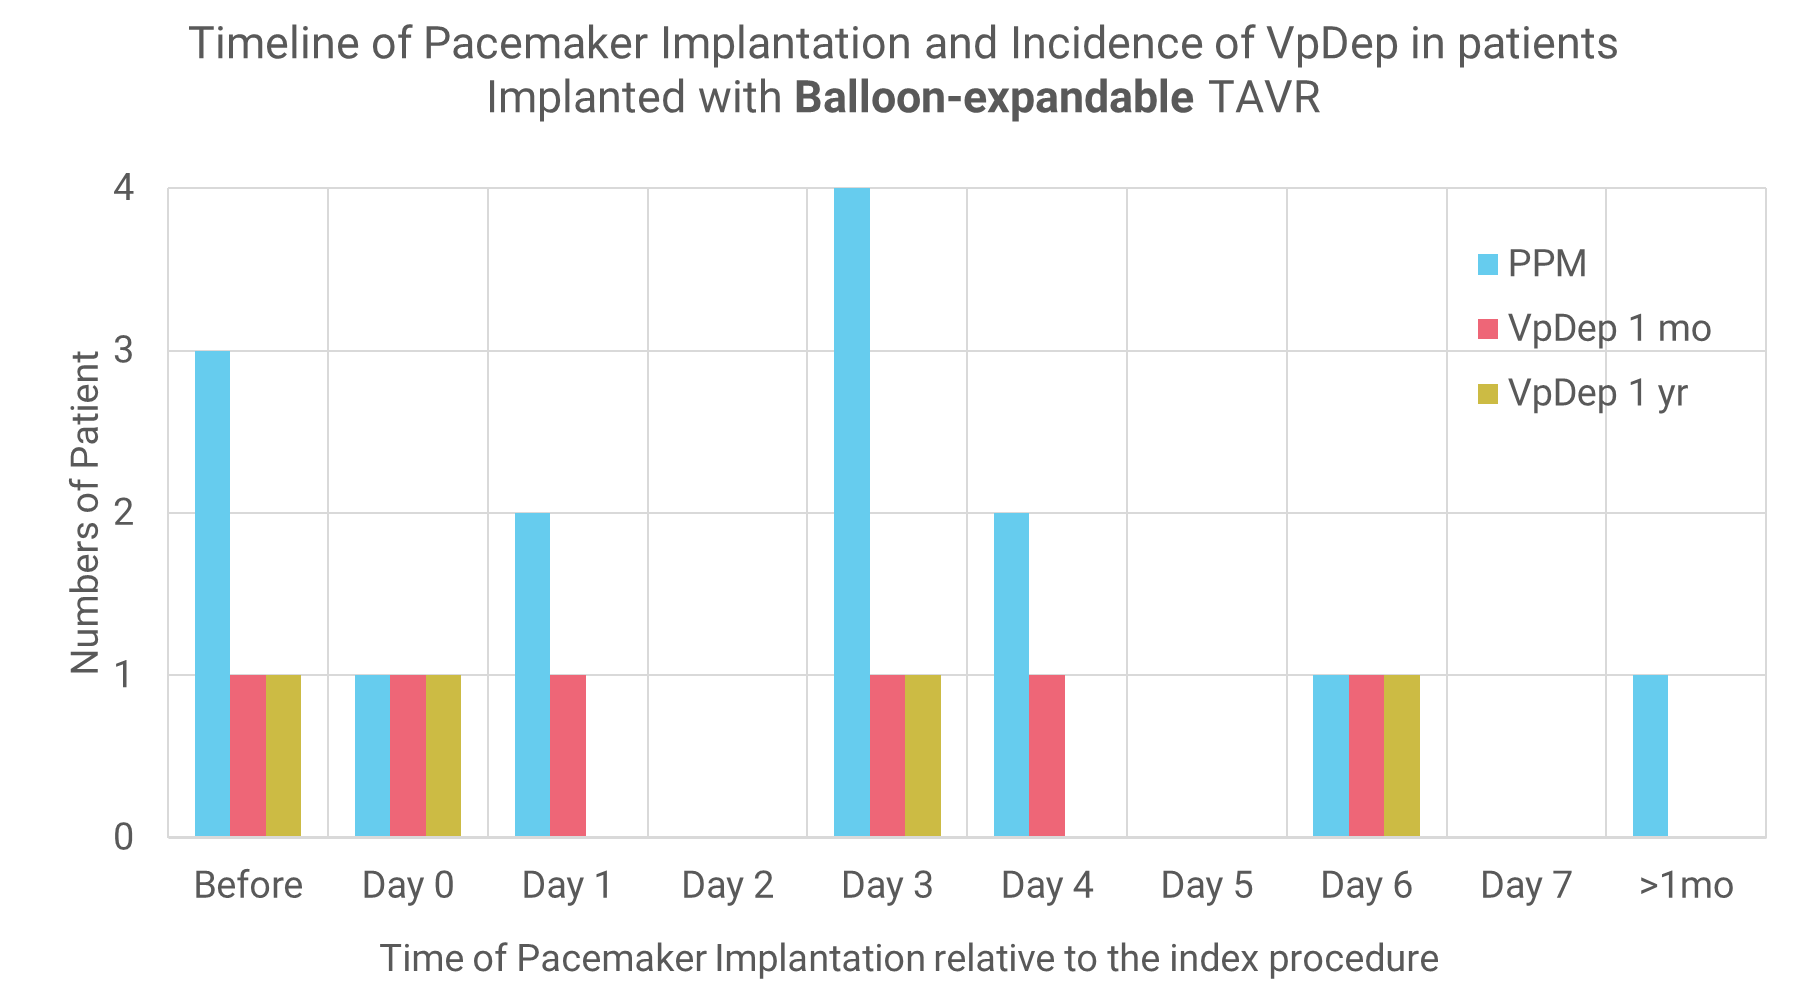 Timeline of Pacemaker Implantation and Incidence of VpDep in patients
Implanted with Balloon-expandable TAVR
4
3
2
1
0
Numbers of Patient
PPM
VpDep 1 mo
VpDep 1 yr
Before Day 0 Day 1 Day 2 Day 3 Day 4 Day 5 Day 6 Day 7 >1mo
Time of Pacemaker Implantation relative to the index procedure